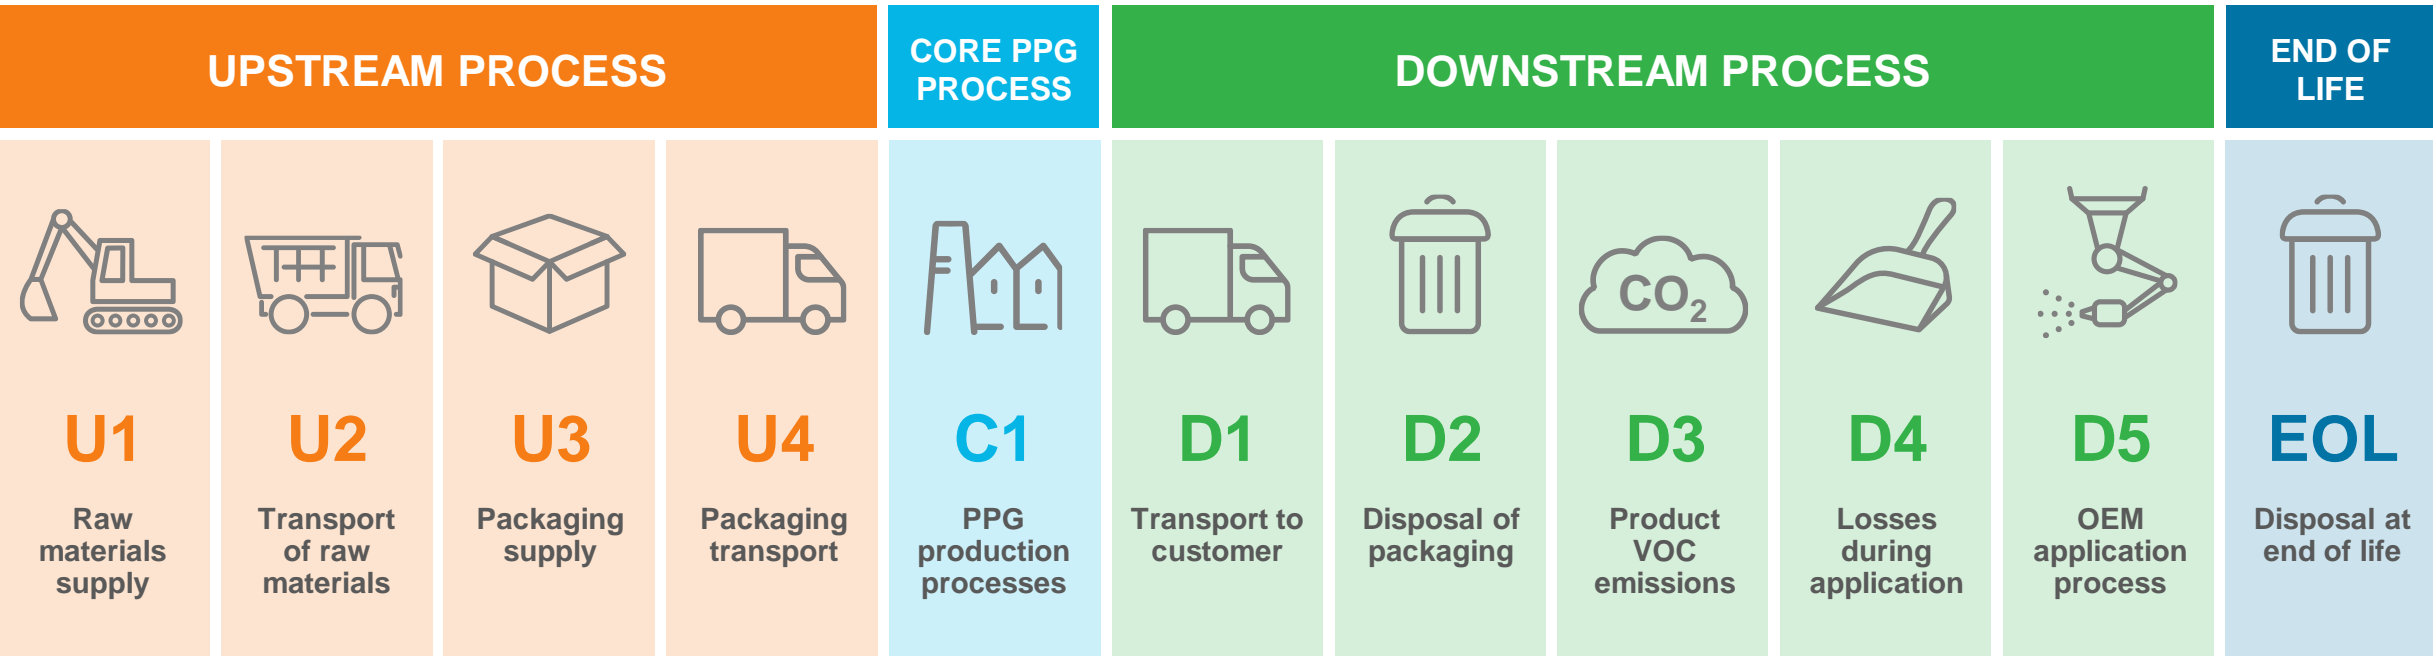 UPSTREAM PROCESS
CORE PPG
PROCESS
DOWNSTREAM PROCESS
END OF
LIFE
U1
Raw
materials
supply
U2
Transport
of raw
materials
U3
Packaging
supply
U4
Packaging
transport
C1
PPG
production
processes
D1
Transport to
customer
D2
Disposal of
packaging
CO₂
D3
Product
VOC
emissions
D4
Losses
during
application
D5
OEM
application
process
EOL
Disposal at
end of life